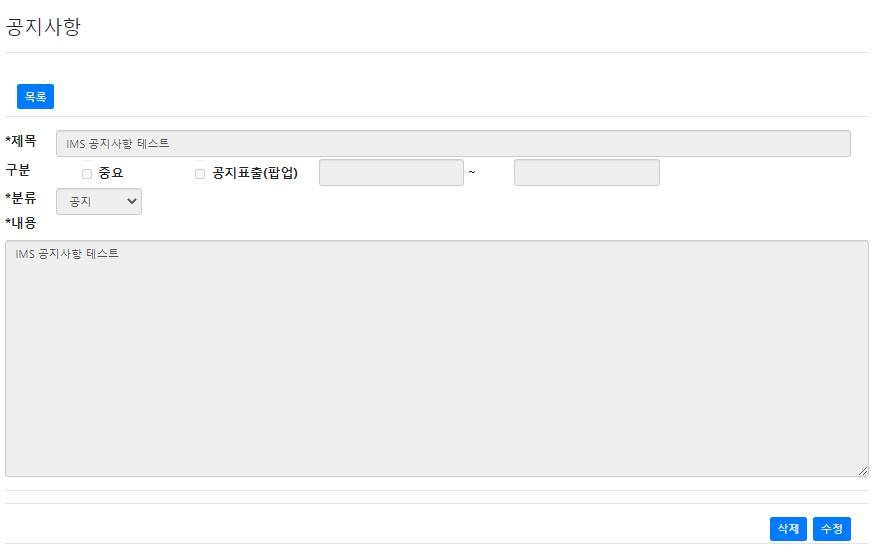 공지사항
목록
*제목 IMS 공지사항 테스트
구분 중요 공지표출(팝업) ~
*분류 공지
*내용
IMS 공지사항 테스트
삭제 수정